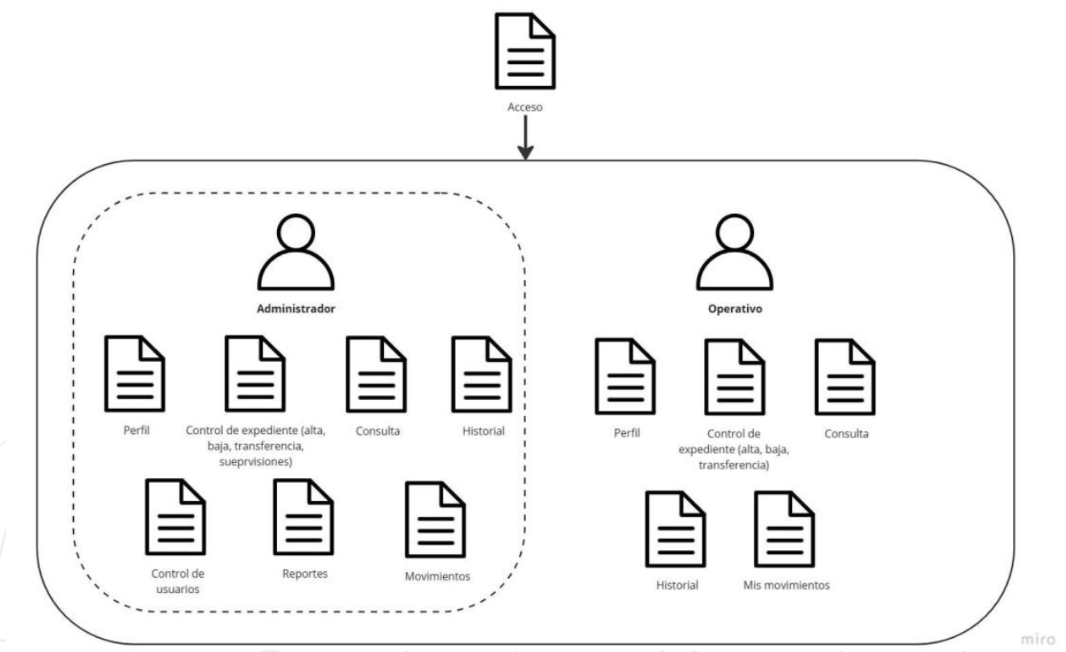 Acceso
Administrador
Operativo
Perfil
Control de expediente (alta,
baja, transferencia,
sueprvisiones)
Consulta
Historial
Perfil
Control de
expediente (alta, baja,
transferencia)
Consulta
Control de
usuarios
Reportes
Movimientos
Historial
Mis movimientos
miro